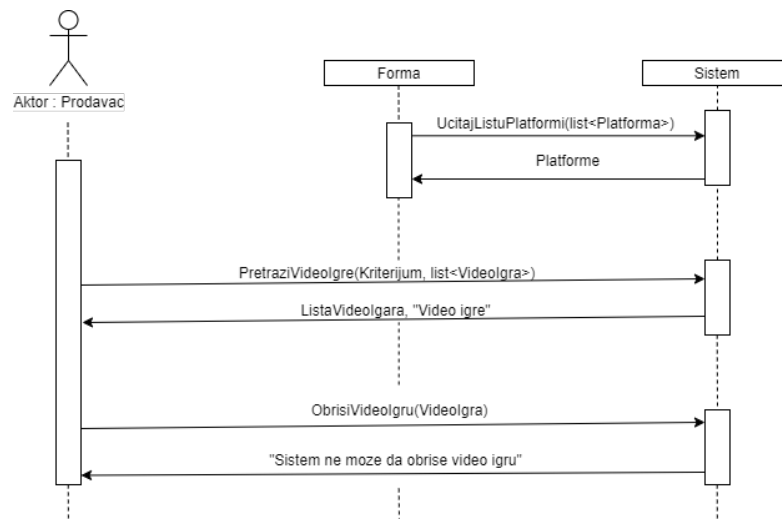 Forma
Sistem
Aktor : Prodavac
UcitajListuPlatformi(list<Platforma>)
Platforme
PretraziVideoIgre(Kriterijum, list<VideoIgra>)
ListaVideoIgara, "Video igre"
ObrisiVideoIgru(VideoIgra)
"Sistem ne moze da obrise video igru"